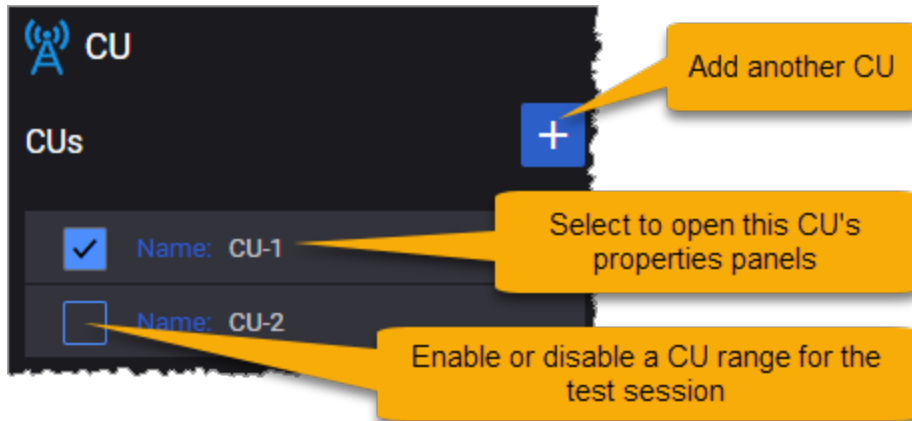 CU
Add another CU
CUs
+
Name: CU-1
Select to open this CU's
properties panels
Name: CU-2
Enable or disable a CU range for the
test session